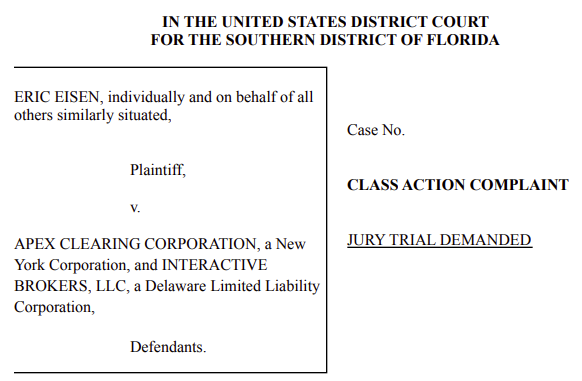 IN THE UNITED STATES DISTRICT COURT
FOR THE SOUTHERN DISTRICT OF FLORIDA
ERIC EISEN, individually and on behalf of all
others similarly situated,
Plaintiff,
v.
APEX CLEARING CORPORATION, a New
York Corporation, and INTERACTIVE
BROKERS, LLC, a Delaware Limited Liability
Corporation,
Defendants.
Case No.
CLASS ACTION COMPLAINT
JURY TRIAL DEMANDED